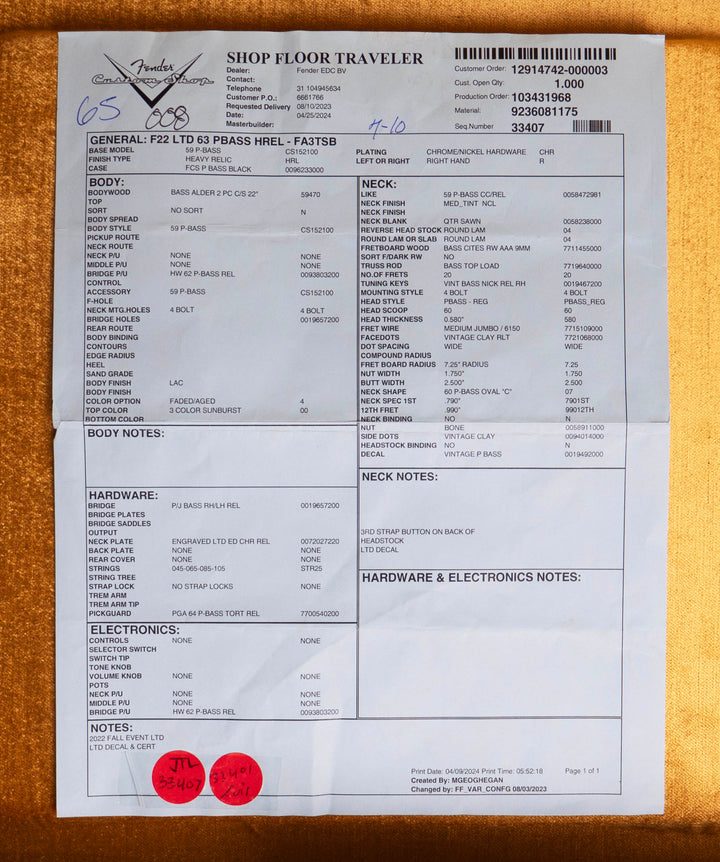 Fender
Custom Shop
65
008
SHOP FLOOR TRAVELER
Dealer: Fender EDC BV
Contact:
Telephone 31 104945634
Customer P.O.: 6661766
Requested Delivery 08/10/2023
Date: 04/25/2024
Masterbuilder:
4-10
Customer Order: 12914742-000003
Cust. Open Qty: 1.000
Production Order: 103431968
Material: 9236081175
Seq.Number 33407
GENERAL: F22 LTD 63 PBASS HREL - FA3TSB
BASE MODEL 59 P-BASS CS152100
FINISH TYPE HEAVY RELIC HRL
CASE FCS P BASS BLACK 0096233000
PLATING CHROME/NICKEL HARDWARE CHR
LEFT OR RIGHT RIGHT HAND R
BODY:
BODYWOOD BASS ALDER 2 PC C/S 22" 59470
TOP
SORT NO SORT N
BODY SPREAD
BODY STYLE 59 P-BASS CS152100
PICKUP ROUTE
NECK ROUTE
NECK P/U NONE NONE
MIDDLE P/U NONE NONE
BRIDGE P/U HW 62 P-BASS REL 0093803200
CONTROL
ACCESSORY 59 P-BASS CS152100
F-HOLE
NECK MTG.HOLES 4 BOLT 4 BOLT
BRIDGE HOLES 0019657200
REAR ROUTE
BODY BINDING
CONTOURS
EDGE RADIUS
HEEL
SAND GRADE
BODY FINISH LAC
BODY FINISH
COLOR OPTION FADED/AGED 4
TOP COLOR 3 COLOR SUNBURST 00
BOTTOM COLOR
BODY NOTES:
HARDWARE:
BRIDGE P/J BASS RH/LH REL 0019657200
BRIDGE PLATES
BRIDGE SADDLES
OUTPUT
NECK PLATE ENGRAVED LTD ED CHR REL 0072027220
BACK PLATE NONE NONE
REAR COVER NONE NONE
STRINGS 045-065-085-105 STR25
STRING TREE
STRAP LOCK NO STRAP LOCKS NONE
TREM ARM
TREM ARM TIP
PICKGUARD PGA 64 P-BASS TORT REL 7700540200
ELECTRONICS:
CONTROLS NONE NONE
SELECTOR SWITCH
SWITCH TIP
TONE KNOB
VOLUME KNOB NONE NONE
POTS
NECK P/U NONE NONE
MIDDLE P/U NONE NONE
BRIDGE P/U HW 62 P-BASS REL 0093803200
NECK:
LIKE 59 P-BASS CC/REL 0058472981
NECK FINISH MED_TINT NCL
NECK FINISH
NECK BLANK QTR SAWN 0058238000
REVERSE HEAD STOCK ROUND LAM 04
ROUND LAM OR SLAB ROUND LAM 04
FRETBOARD WOOD BASS CITES RW AAA 9MM 7711455000
SORT F/DARK RW NO
TRUSS ROD BASS TOP LOAD 7719640000
NO.OF FRETS 20 20
TUNING KEYS VINT BASS NICK REL RH 0019467200
MOUNTING STYLE 4 BOLT 4 BOLT
HEAD STYLE PBASS - REG PBASS_REG
HEAD SCOOP 60 60
HEAD THICKNESS 0.580" 580
FRET WIRE MEDIUM JUMBO / 6150 7715109000
FACEDOTS VINTAGE CLAY RLT 7721068000
DOT SPACING WIDE WIDE
COMPOUND RADIUS
FRET BOARD RADIUS 7.25" RADIUS 7.25
NUT WIDTH 1.750" 1.750
BUTT WIDTH 2.500" 2.500
NECK SHAPE 60 P-BASS OVAL "C" 07
NECK SPEC 1ST .790" 7901ST
12TH FRET .990" 99012TH
NECK BINDING NO N
NUT BONE 0058911000
SIDE DOTS VINTAGE CLAY 0094014000
HEADSTOCK BINDING NO N
DECAL VINTAGE P BASS 0019492000
NECK NOTES:
3RD STRAP BUTTON ON BACK OF
HEADSTOCK
LTD DECAL
HARDWARE & ELECTRONICS NOTES:
NOTES:
2022 FALL EVENT LTD
LTD DECAL & CERT
JTL
33407
Print Date: 04/09/2024 Print Time: 05:52:18 Page 1 of 1
Created By: MGEOGHEGAN
Changed by: FF_VAR_CONFG 08/03/2023